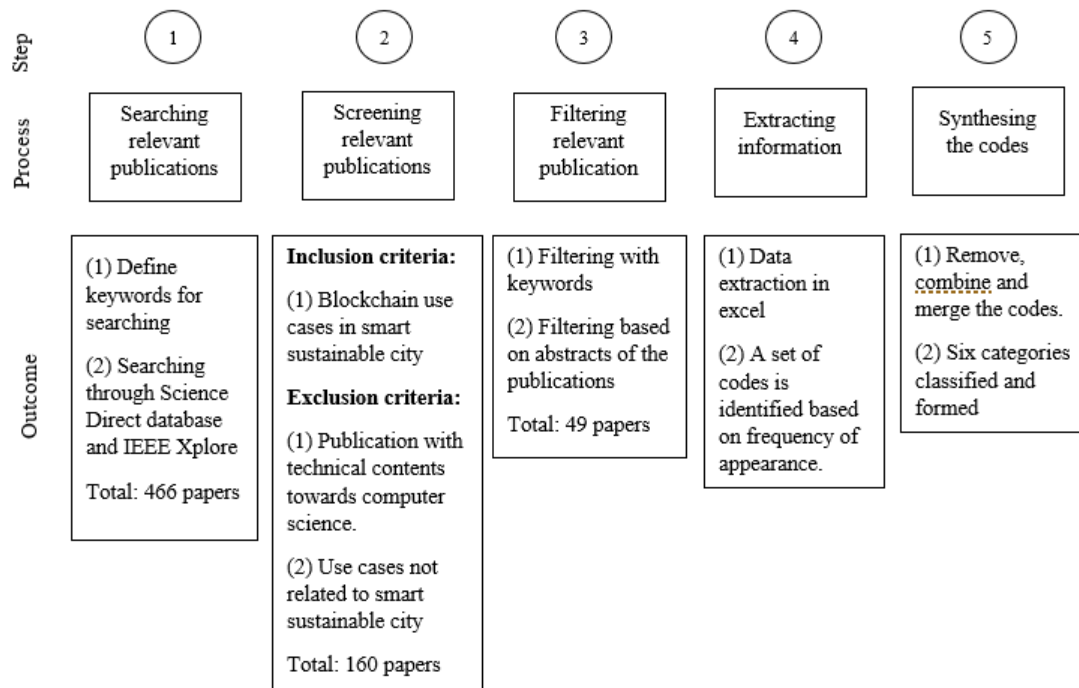 Step
1
2
3
4
5
Process
Searching
relevant
publications
Screening
relevant
publications
Filtering
relevant
publication
Extracting
information
Synthesing
the codes
Outcome
(1) Define
keywords for
searching
(2) Searching
through Science
Direct database
and IEEE Xplore
Total: 466 papers
Inclusion criteria:
(1) Blockchain use
cases in smart
sustainable city
Exclusion criteria:
(1) Publication with
technical contents
towards computer
science.
(2) Use cases not
related to smart
sustainable city
Total: 160 papers
(1) Filtering with
keywords
(2) Filtering based
on abstracts of the
publications
Total: 49 papers
(1) Data
extraction in
excel
(2) A set of
codes is
identified based
on frequency of
appearance.
(1) Remove,
combine and
merge the codes.
(2) Six categories
classified and
formed